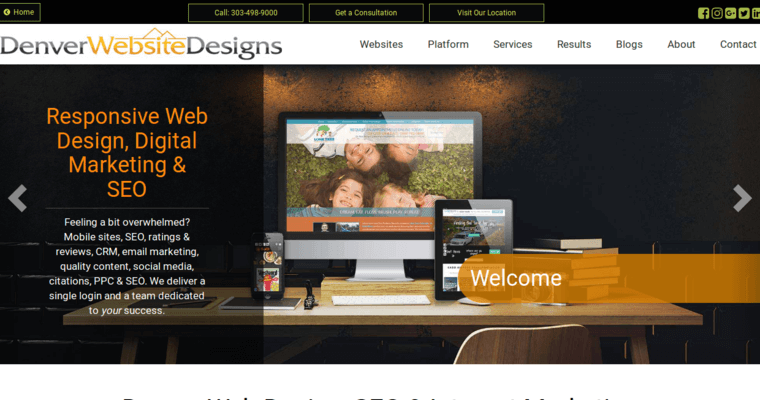 Home
Call: 303-498-9000
Get a Consultation
Visit Our Location
DenverWebsiteDesigns
Websites
Platform
Services
Results
Blogs
About
Contact
Responsive Web
Design, Digital
Marketing &
SEO
Feeling a bit overwhelmed?
Mobile sites, SEO, ratings &
reviews, CRM, email marketing,
quality content, social media,
citations, PPC & SEO. We deliver a
single login and a team dedicated
to your success.
Welcome